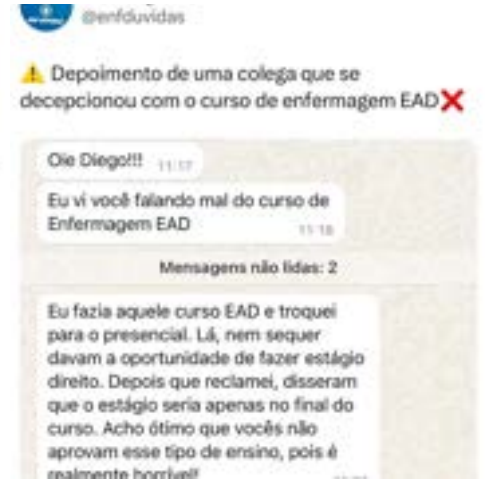 @enfduvidas
⚠️ Depoimento de uma colega que se
decepcionou com o curso de enfermagem EAD❌
Oie Diego!!! 11:17
Eu vi você falando mal do curso de
Enfermagem EAD 11:18
Mensagens não lidas: 2
Eu fazia aquele curso EAD e troquei
para o presencial. Lá, nem sequer
davam a oportunidade de fazer estágio
direito. Depois que reclamei, disseram
que o estágio seria apenas no final do
curso. Acho ótimo que vocês não
aprovam esse tipo de ensino, pois é
realmente horrível!